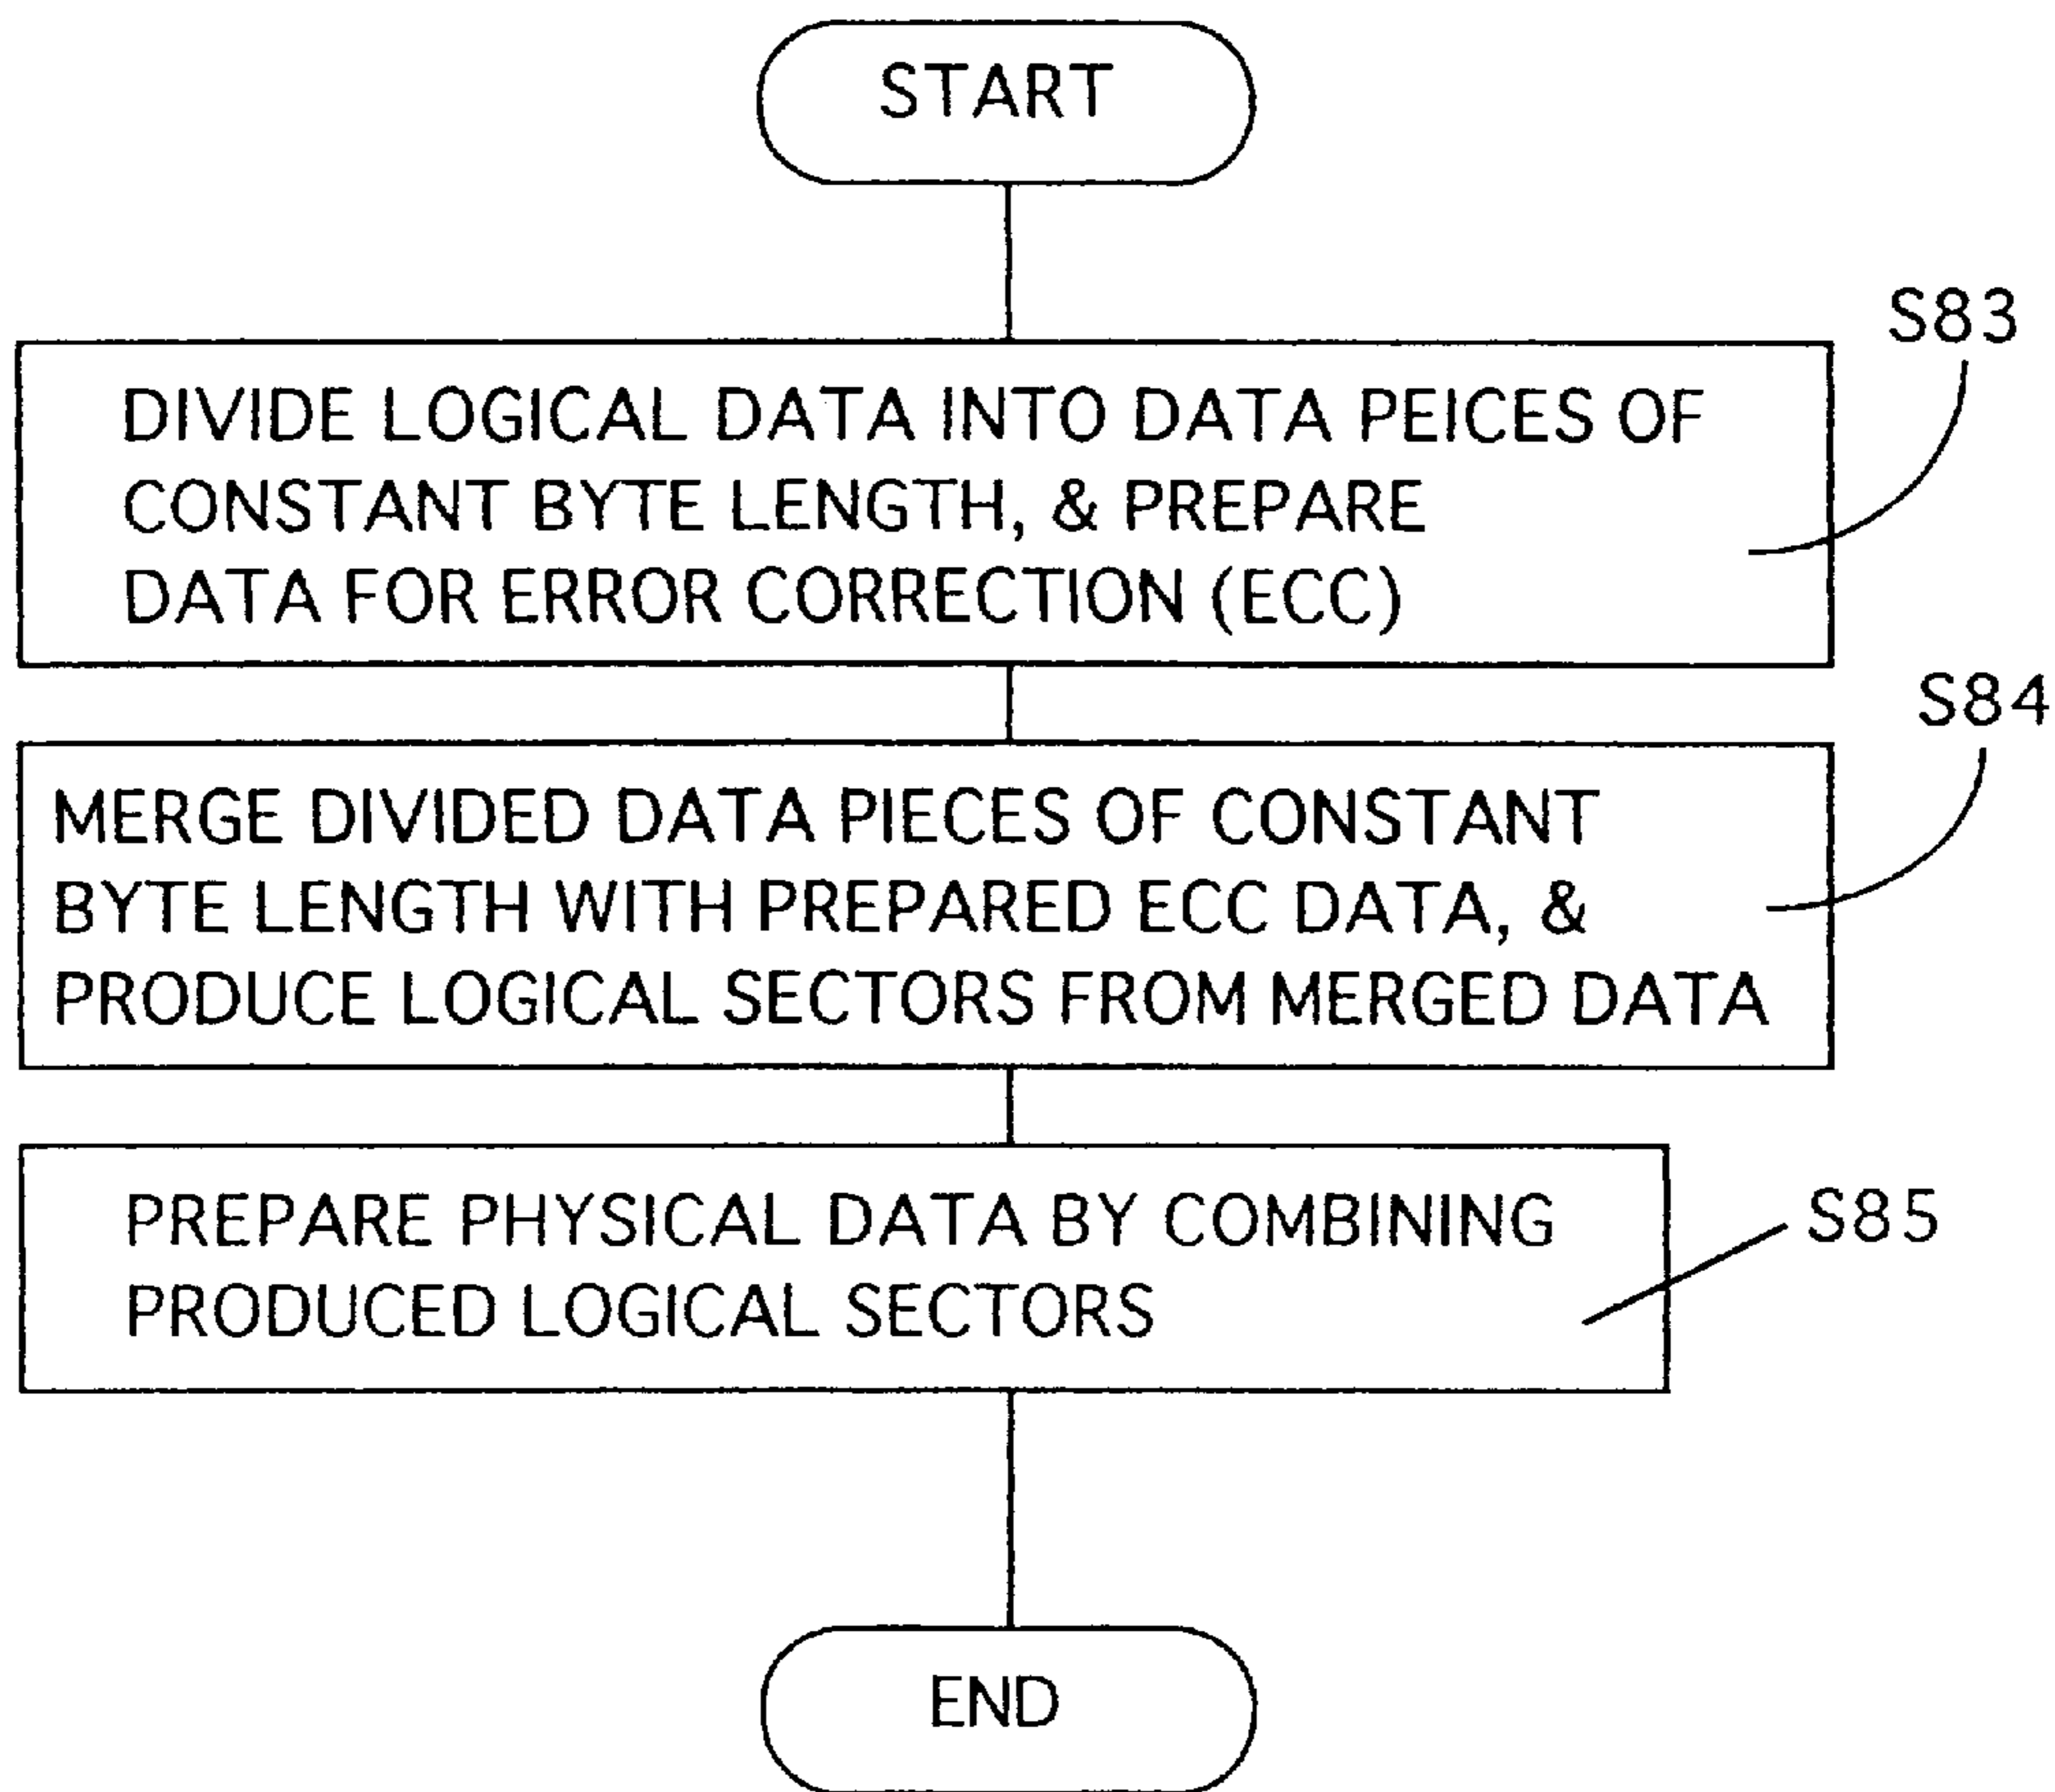 START
S83
DIVIDE LOGICAL DATA INTO DATA PEICES OF
CONSTANT BYTE LENGTH, & PREPARE
DATA FOR ERROR CORRECTION (ECC)
S84
MERGE DIVIDED DATA PIECES OF CONSTANT
BYTE LENGTH WITH PREPARED ECC DATA, &
PRODUCE LOGICAL SECTORS FROM MERGED DATA
PREPARE PHYSICAL DATA BY COMBINING
S85
PRODUCED LOGICAL SECTORS
END